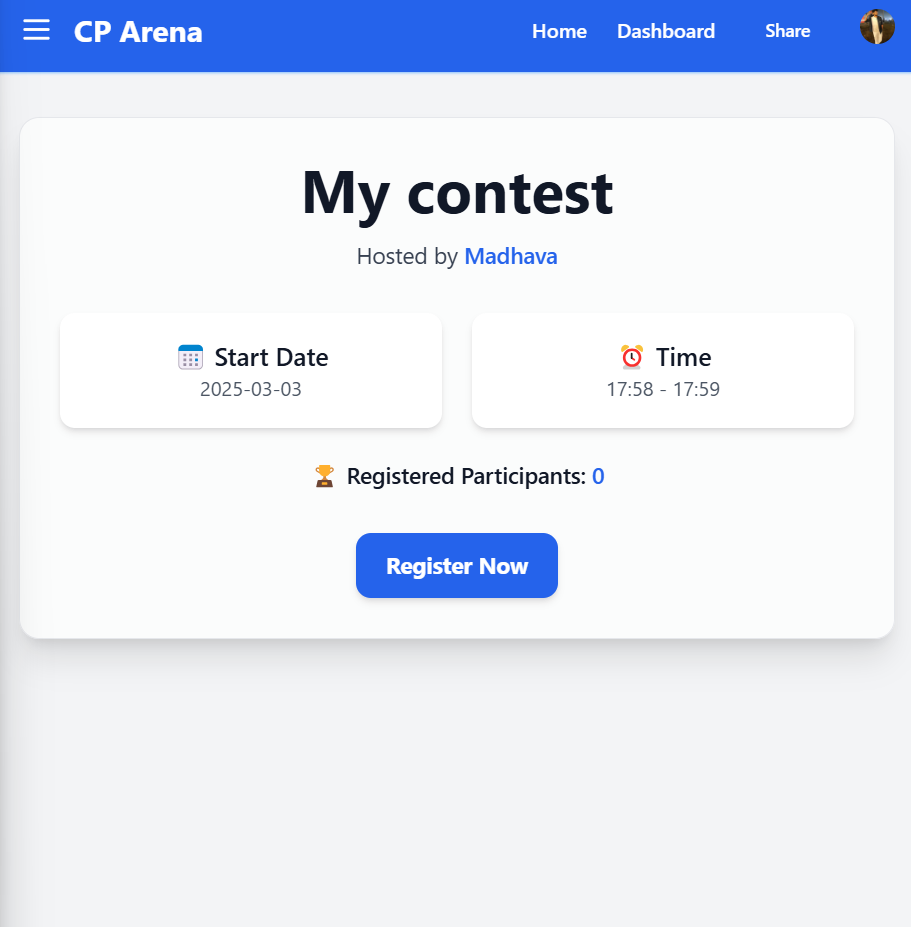 CP Arena Home Dashboard Share
My contest
Hosted by Madhava
Start Date
2025-03-03
Time
17:58 - 17:59
Registered Participants: 0
Register Now